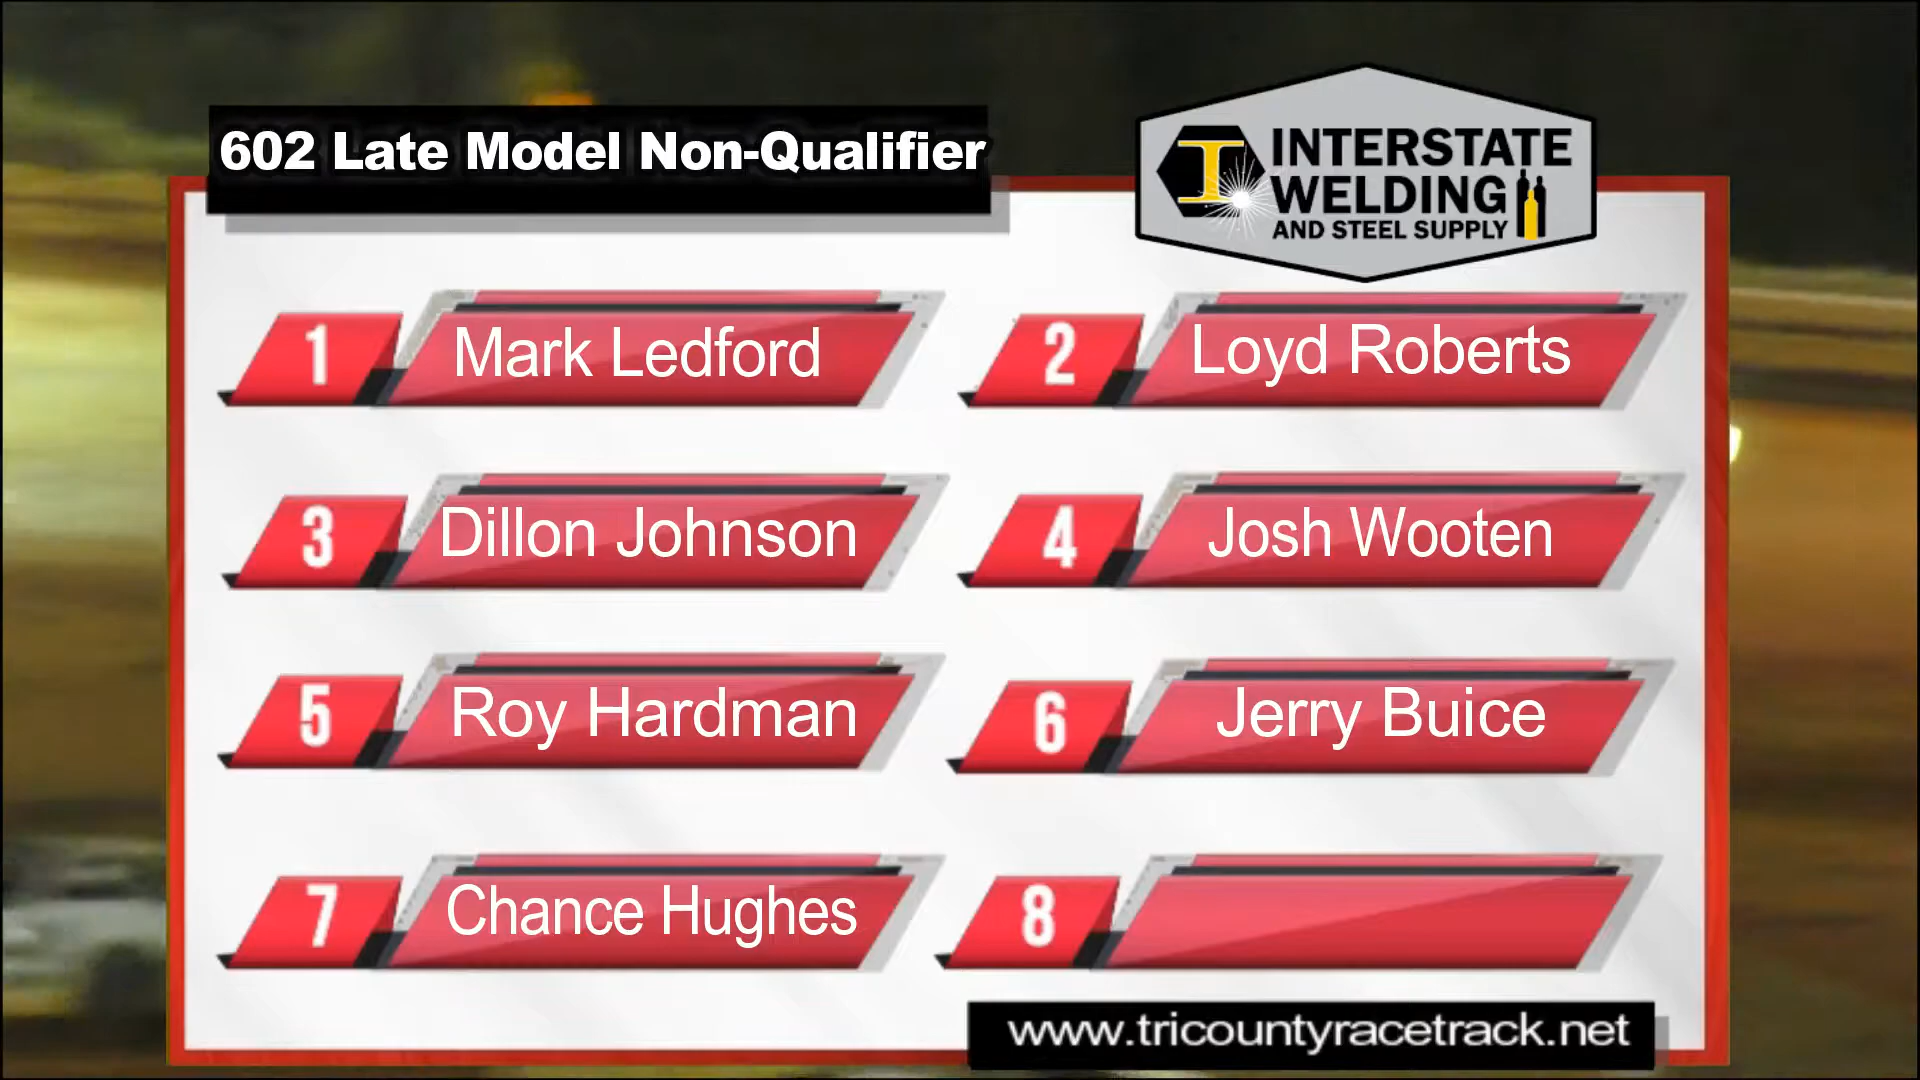 602 Late Model Non-Qualifier
I INTERSTATE
WELDING
AND STEEL SUPPLY
1 Mark Ledford
2 Loyd Roberts
3 Dillon Johnson
4 Josh Wooten
5 Roy Hardman
6 Jerry Buice
7 Chance Hughes
8
www.tricountyracetrack.net